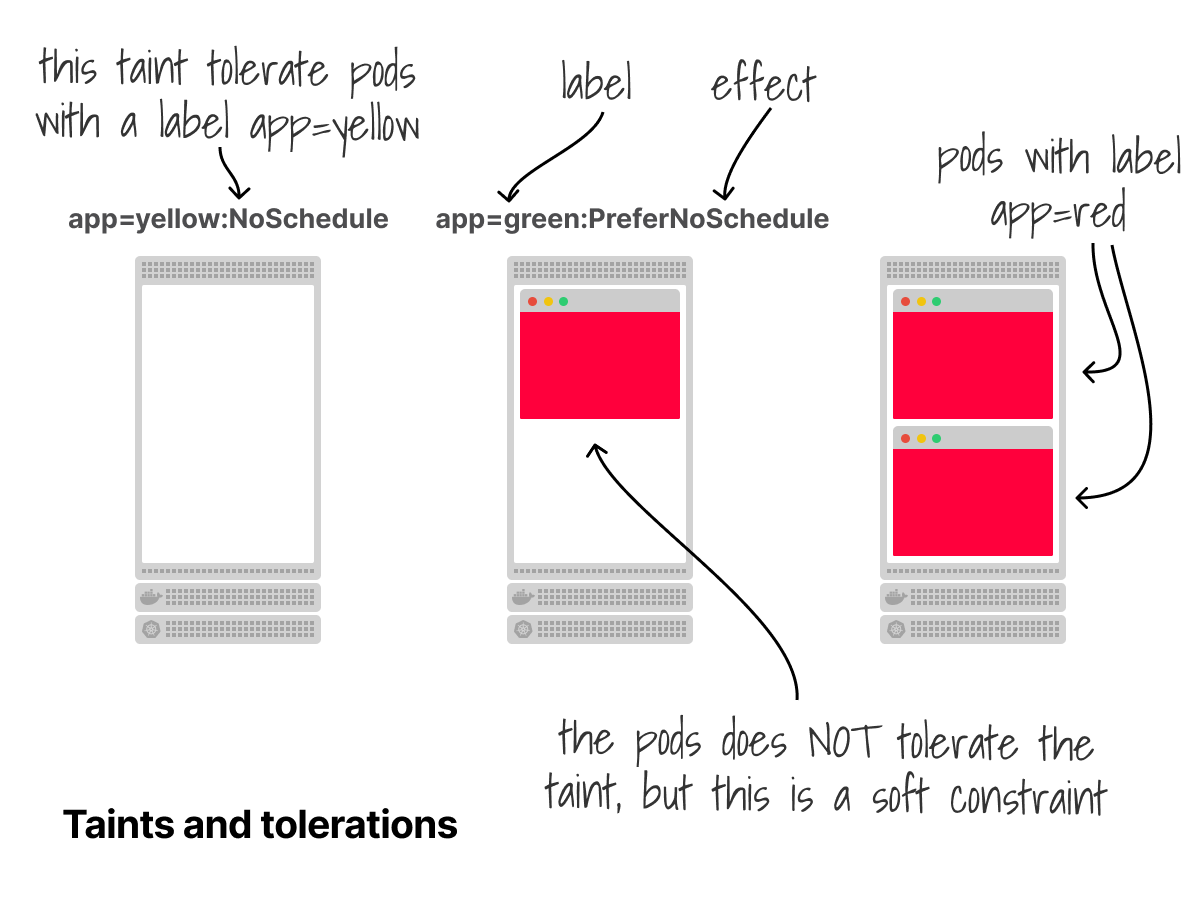 this taint tolerate pods
with a label app=yellow
label
effect
pods with label
app=red
app=yellow:NoSchedule
app=green:PreferNoSchedule
the pods does NOT tolerate the
taint, but this is a soft constraint
Taints and tolerations